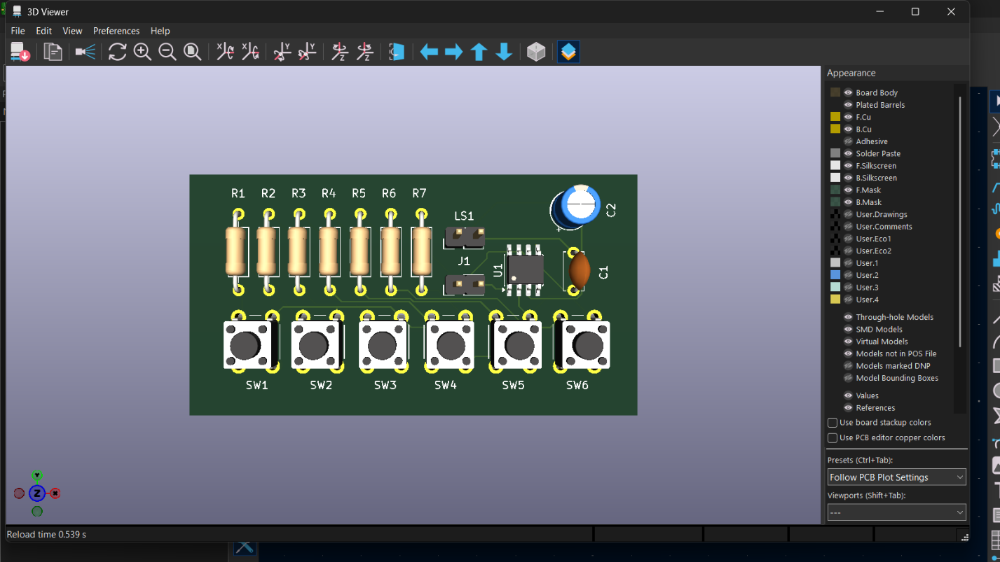 3D Viewer
File Edit View Preferences Help
Appearance
Board Body
Plated Barrels
F.Cu
B.Cu
Adhesive
Solder Paste
F.Silkscreen
B.Silkscreen
F.Mask
B.Mask
User.Drawings
User.Comments
User.Eco1
User.Eco2
User.1
User.2
User.3
User.4
Through-hole Models
SMD Models
Virtual Models
Models not in POS File
Models marked DNP
Model Bounding Boxes
Values
References
Use board stackup colors
Use PCB editor copper colors
Presets (Ctrl+Tab):
Follow PCB Plot Settings
Viewports (Shift+Tab):
---
R1 R2 R3 R4 R5 R6 R7
LS1
C2
J1
U1
C1
+
SW1 SW2 SW3 SW4 SW5 SW6
Y
Z
X
Reload time 0.539 s